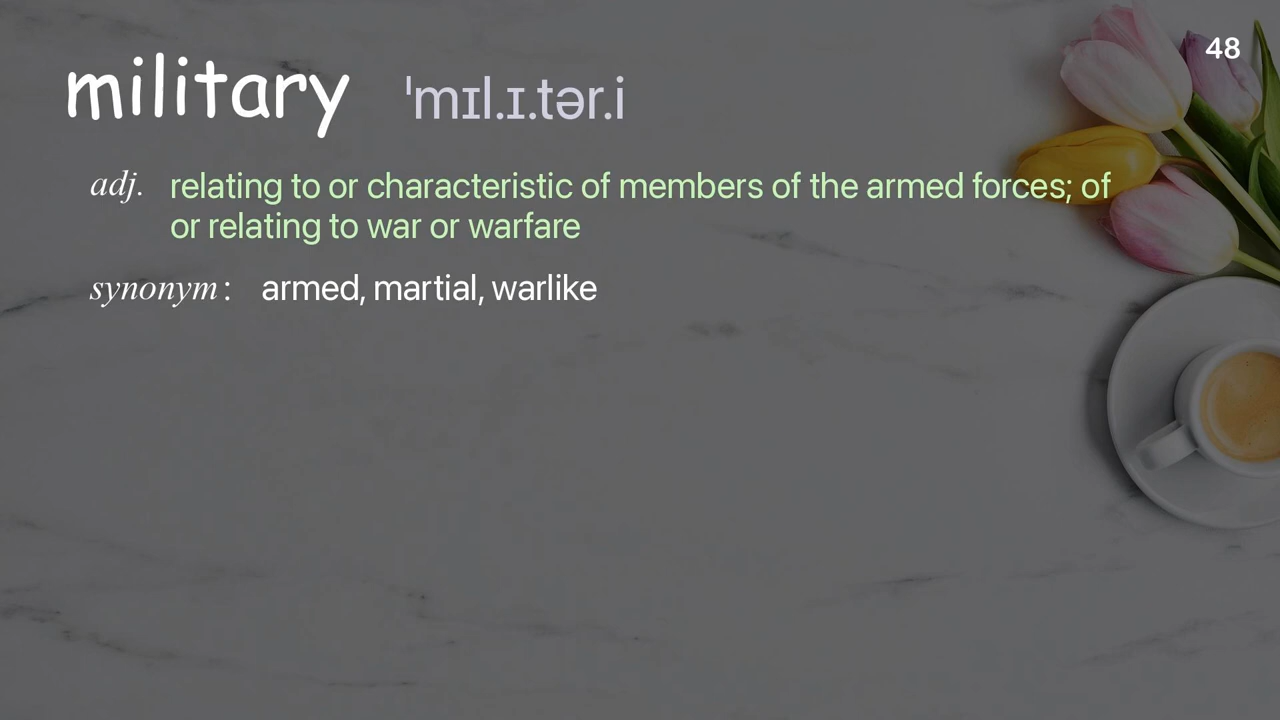 48
military ˈmɪl.ɪ.tər.i
adj. relating to or characteristic of members of the armed forces; of
or relating to war or warfare
synonym: armed, martial, warlike